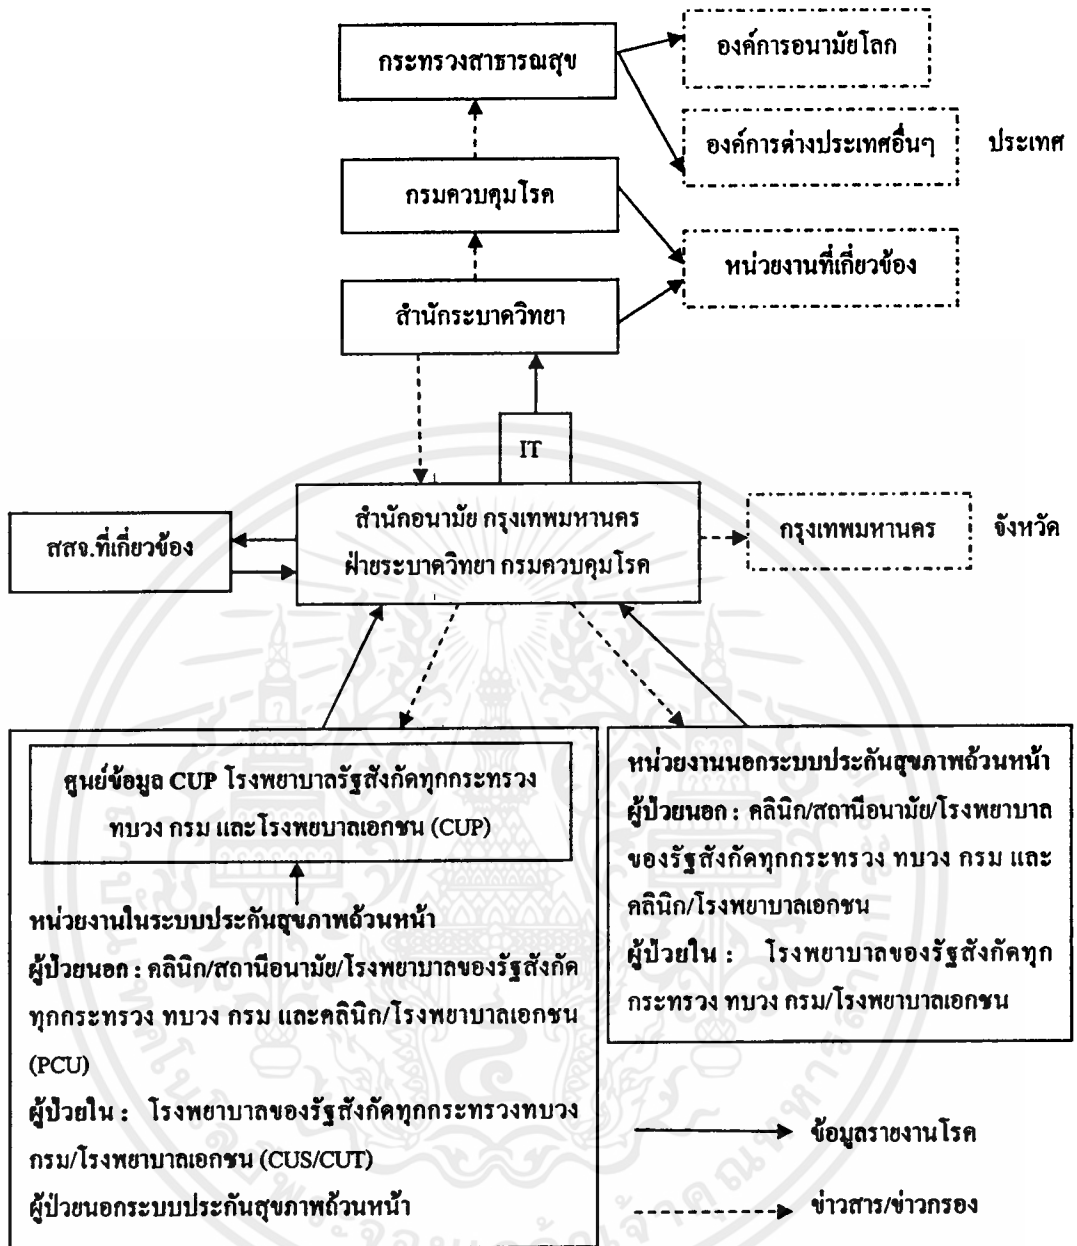 กระทรวงสาธารณสุข
องค์การอนามัยโลก
องค์การต่างประเทศอื่นๆ
ประเทศ
กรมควบคุมโรค
หน่วยงานที่เกี่ยวข้อง
สำนักระบาดวิทยา
IT
สำนักอนามัย กรุงเทพมหานคร
ฝ่ายระบาดวิทยา กรมควบคุมโรค
สสจ.ที่เกี่ยวข้อง
กรุงเทพมหานคร
จังหวัด
ศูนย์ข้อมูล CUP โรงพยาบาลรัฐสังกัดทุกกระทรวง
ทบวง กรม และโรงพยบาลเอกชน (CUP)
หน่วยงานในระบบประกันสุขภาพถ้วนหน้า
ผู้ป่วยนอก : คลินิก/สถานีอนามัย/โรงพยาบาลของรัฐสังกัด
ทุกกระทรวง ทบวง กรม และคลินิก/โรงพยาบาลเอกชน
(PCU)
ผู้ป่วยใน : โรงพยาบาลของรัฐสังกัดทุกกระทรวงทบวง
กรม/โรงพยาบาลเอกชน (CUS/CUT)
ผู้ป่วยนอกระบบประกันสุขภาพถ้วนหน้า
หน่วยงานนอกระบบประกันสุขภาพถ้วนหน้า
ผู้ป่วยนอก : คลินิก/สถานีอนามัย/โรงพยาบาล
ของรัฐสังกัดทุกกระทรวง ทบวง กรม และ
คลินิก/โรงพยาบาลเอกชน
ผู้ป่วยใน : โรงพยาบาลของรัฐสังกัดทุก
กระทรวง ทบวง กรม/โรงพยาบาลเอกชน
ข้อมูลรายงานโรค
ข่าวสาร/ข่าวกรอง